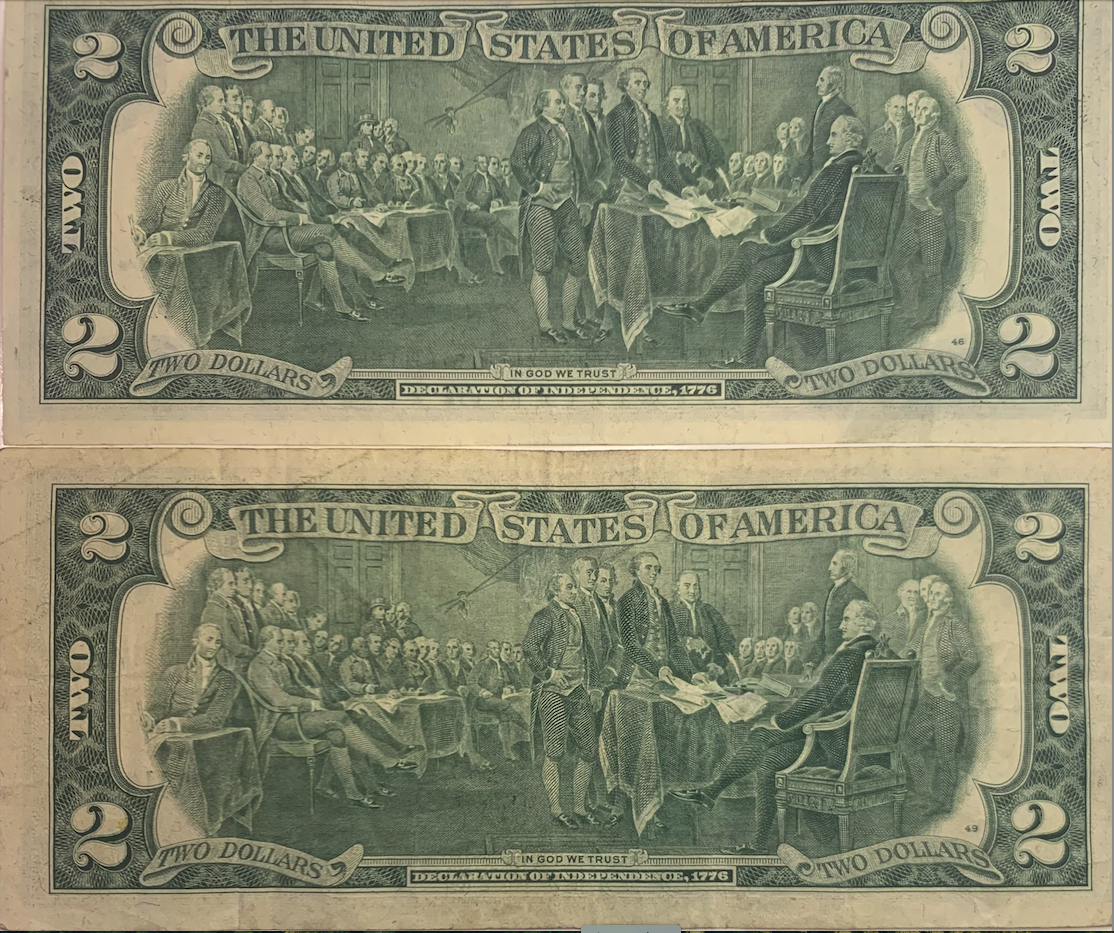 2 THE UNITED STATES OF AMERICA 2
TWO TWO
46
2 TWO DOLLARS IN GOD WE TRUST TWO DOLLARS 2
DECLARATION OF INDEPENDENCE, 1776
2 THE UNITED STATES OF AMERICA 2
TWO TWO
49
2 TWO DOLLARS IN GOD WE TRUST TWO DOLLARS 2
DECLARATION OF INDEPENDENCE, 1776